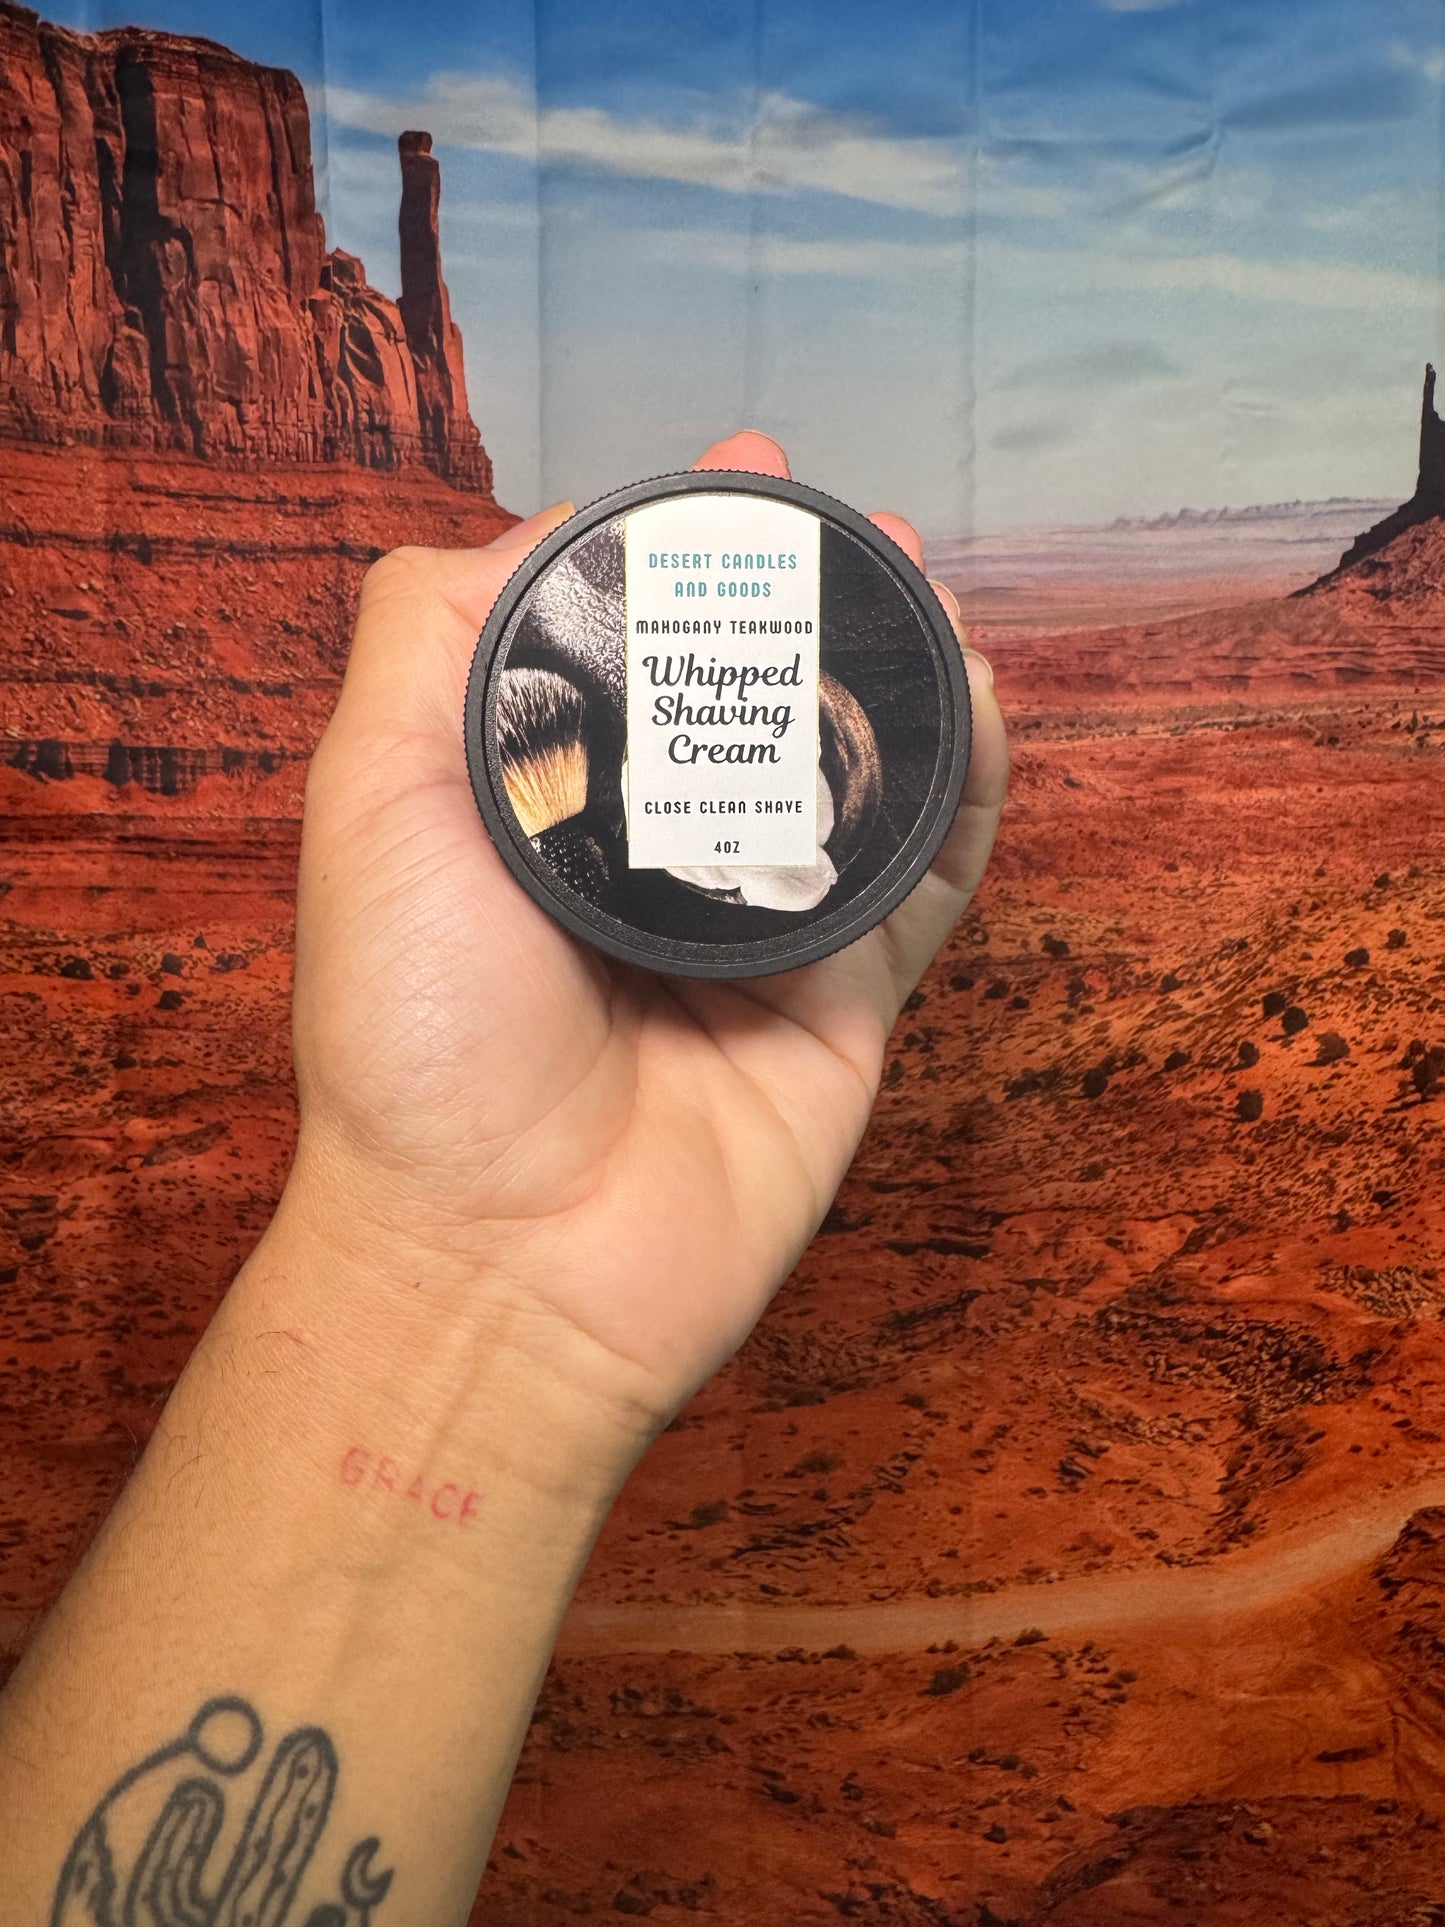 DESERT CANDLES
AND GOODS
MAHOGANY TEAKWOOD
Whipped
Shaving
Cream
CLOSE CLEAN SHAVE
4OZ
GRACE